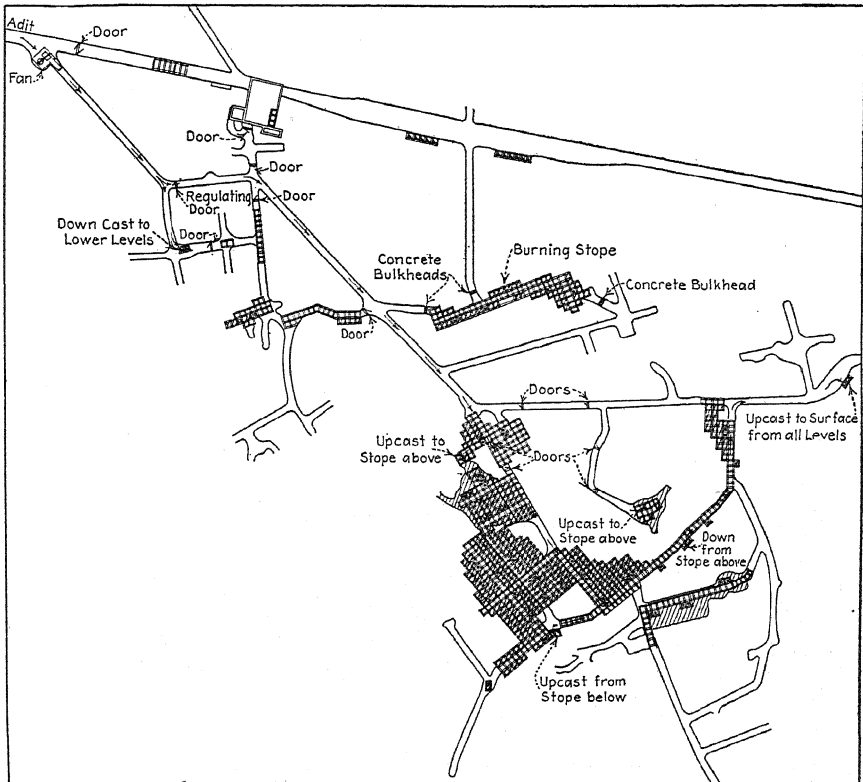 Adit
Door
Fan
Door
Door
Regulating
Door
Door
Down Cast to
Lower Levels
Door
Concrete
Bulkheads
Burning Stope
Concrete Bulkhead
Door
Doors
Upcast to Surface
from all Levels
Upcast to
Stope above
Doors
Upcast to
Stope above
Down
from
Stope above
Upcast from
Stope below